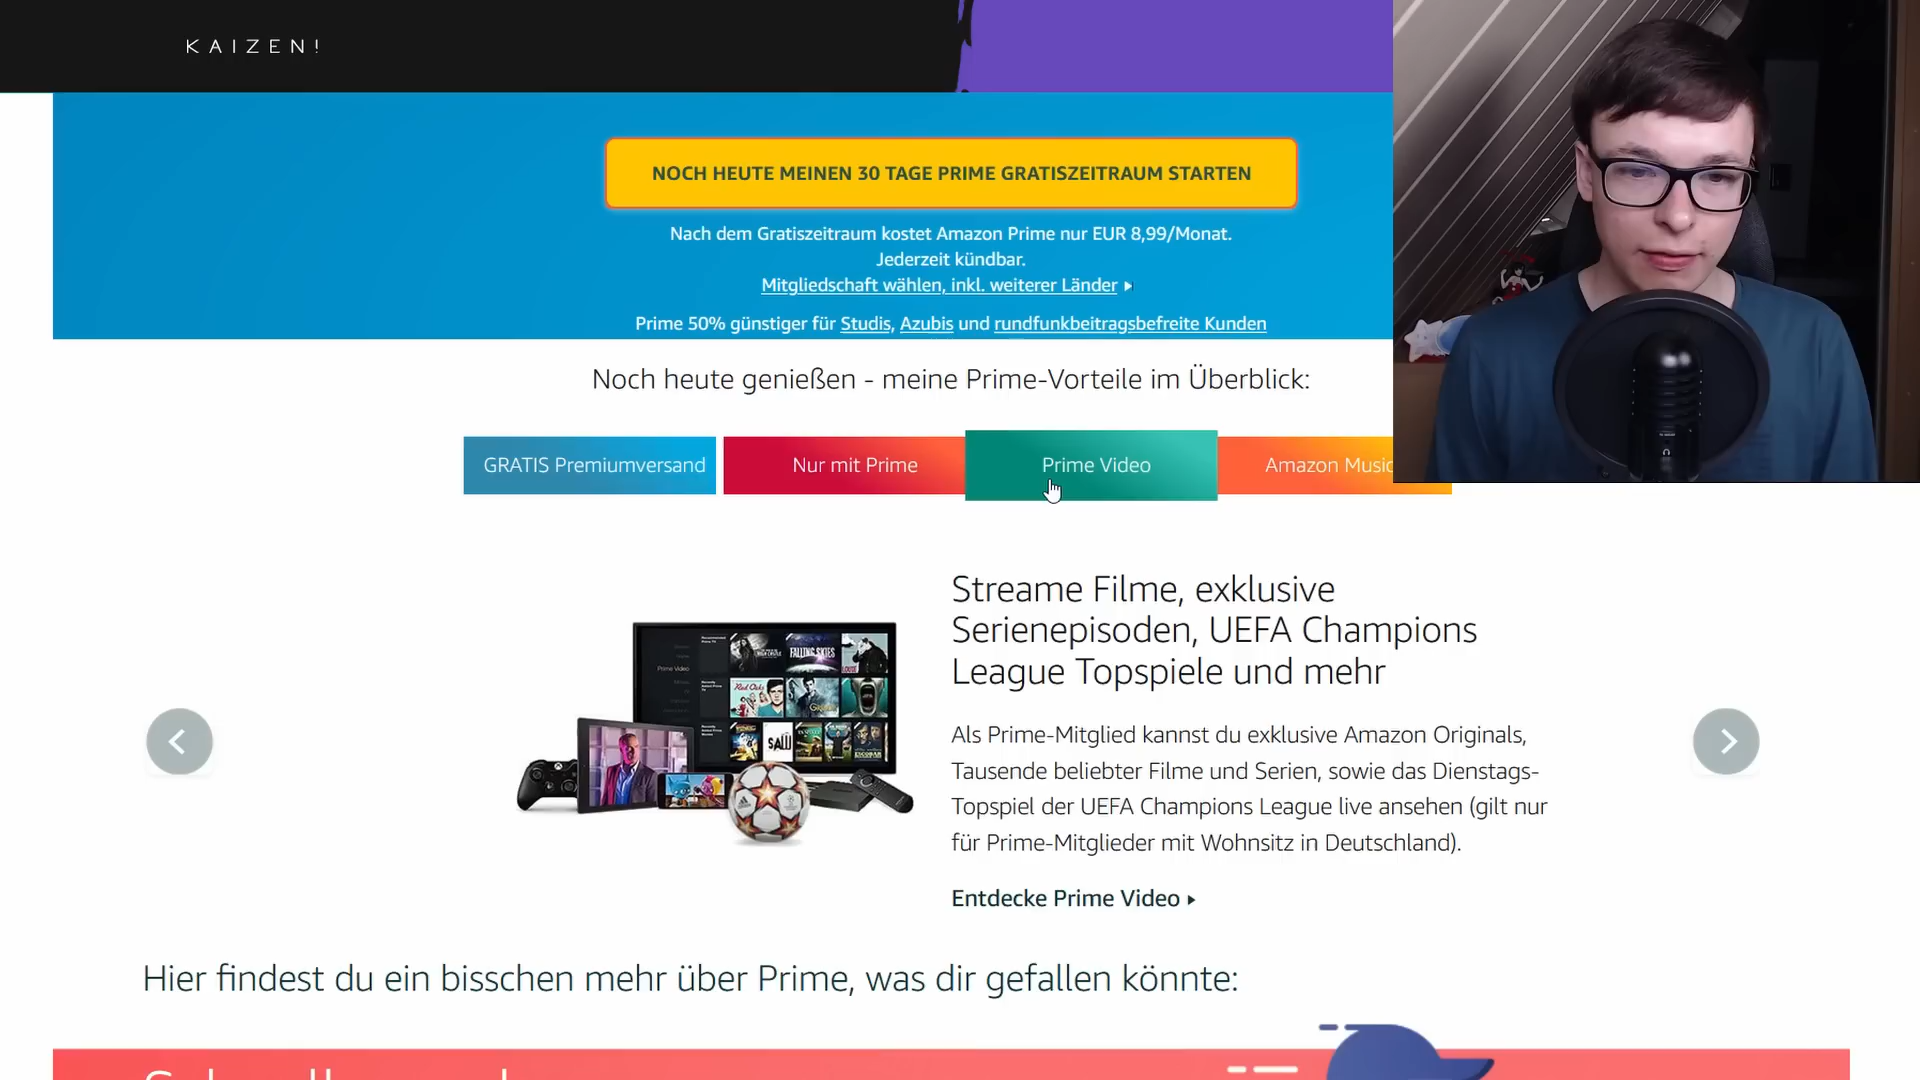 KAIZEN!
NOCH HEUTE MEINEN 30 TAGE PRIME GRATISZEITRAUM STARTEN
Nach dem Gratiszeitraum kostet Amazon Prime nur EUR 8,99/Monat.
Jederzeit kündbar.
Mitgliedschaft wählen, inkl. weiterer Länder
Prime 50% günstiger für Studis, Azubis und rundfunkbeitragsbefreite Kunden
Noch heute genießen - meine Prime-Vorteile im Überblick:
GRATIS Premiumversand
Nur mit Prime
Prime Video
Amazon Music
Streame Filme, exklusive
Serienepisoden, UEFA Champions
League Topspiele und mehr
FALLING SKIES
Red Oaks
SAW
Als Prime-Mitglied kannst du exklusive Amazon Originals,
Tausende beliebter Filme und Serien, sowie das Dienstags-
Topspiel der UEFA Champions League live ansehen (gilt nur
für Prime-Mitglieder mit Wohnsitz in Deutschland).
Entdecke Prime Video
Hier findest du ein bisschen mehr über Prime, was dir gefallen könnte: